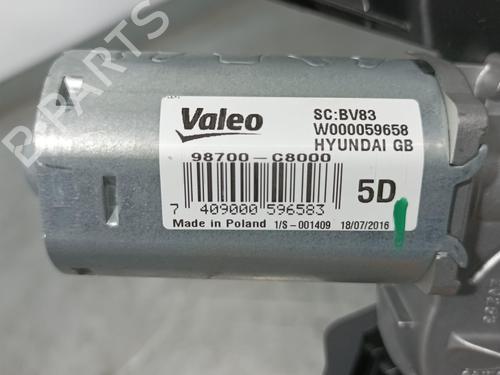 B-PARTS
Valeo
SC:BV83
W000059658
HYUNDAI GB
98700-C8000
5D
7 409000 596583
Made in Poland 1/S-001409 18/07/2016